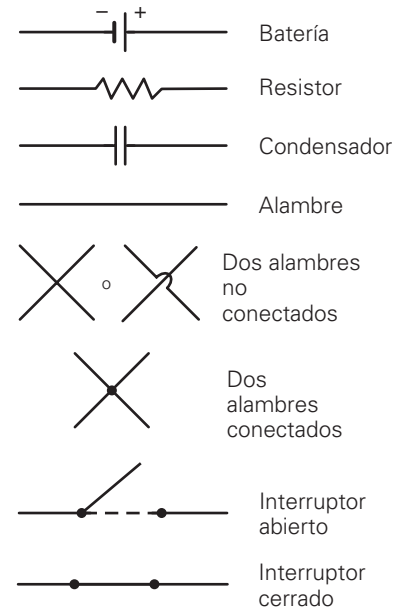 − +
Batería
Resistor
Condensador
Alambre
o
Dos alambres
no
conectados
Dos
alambres
conectados
Interruptor
abierto
Interruptor
cerrado